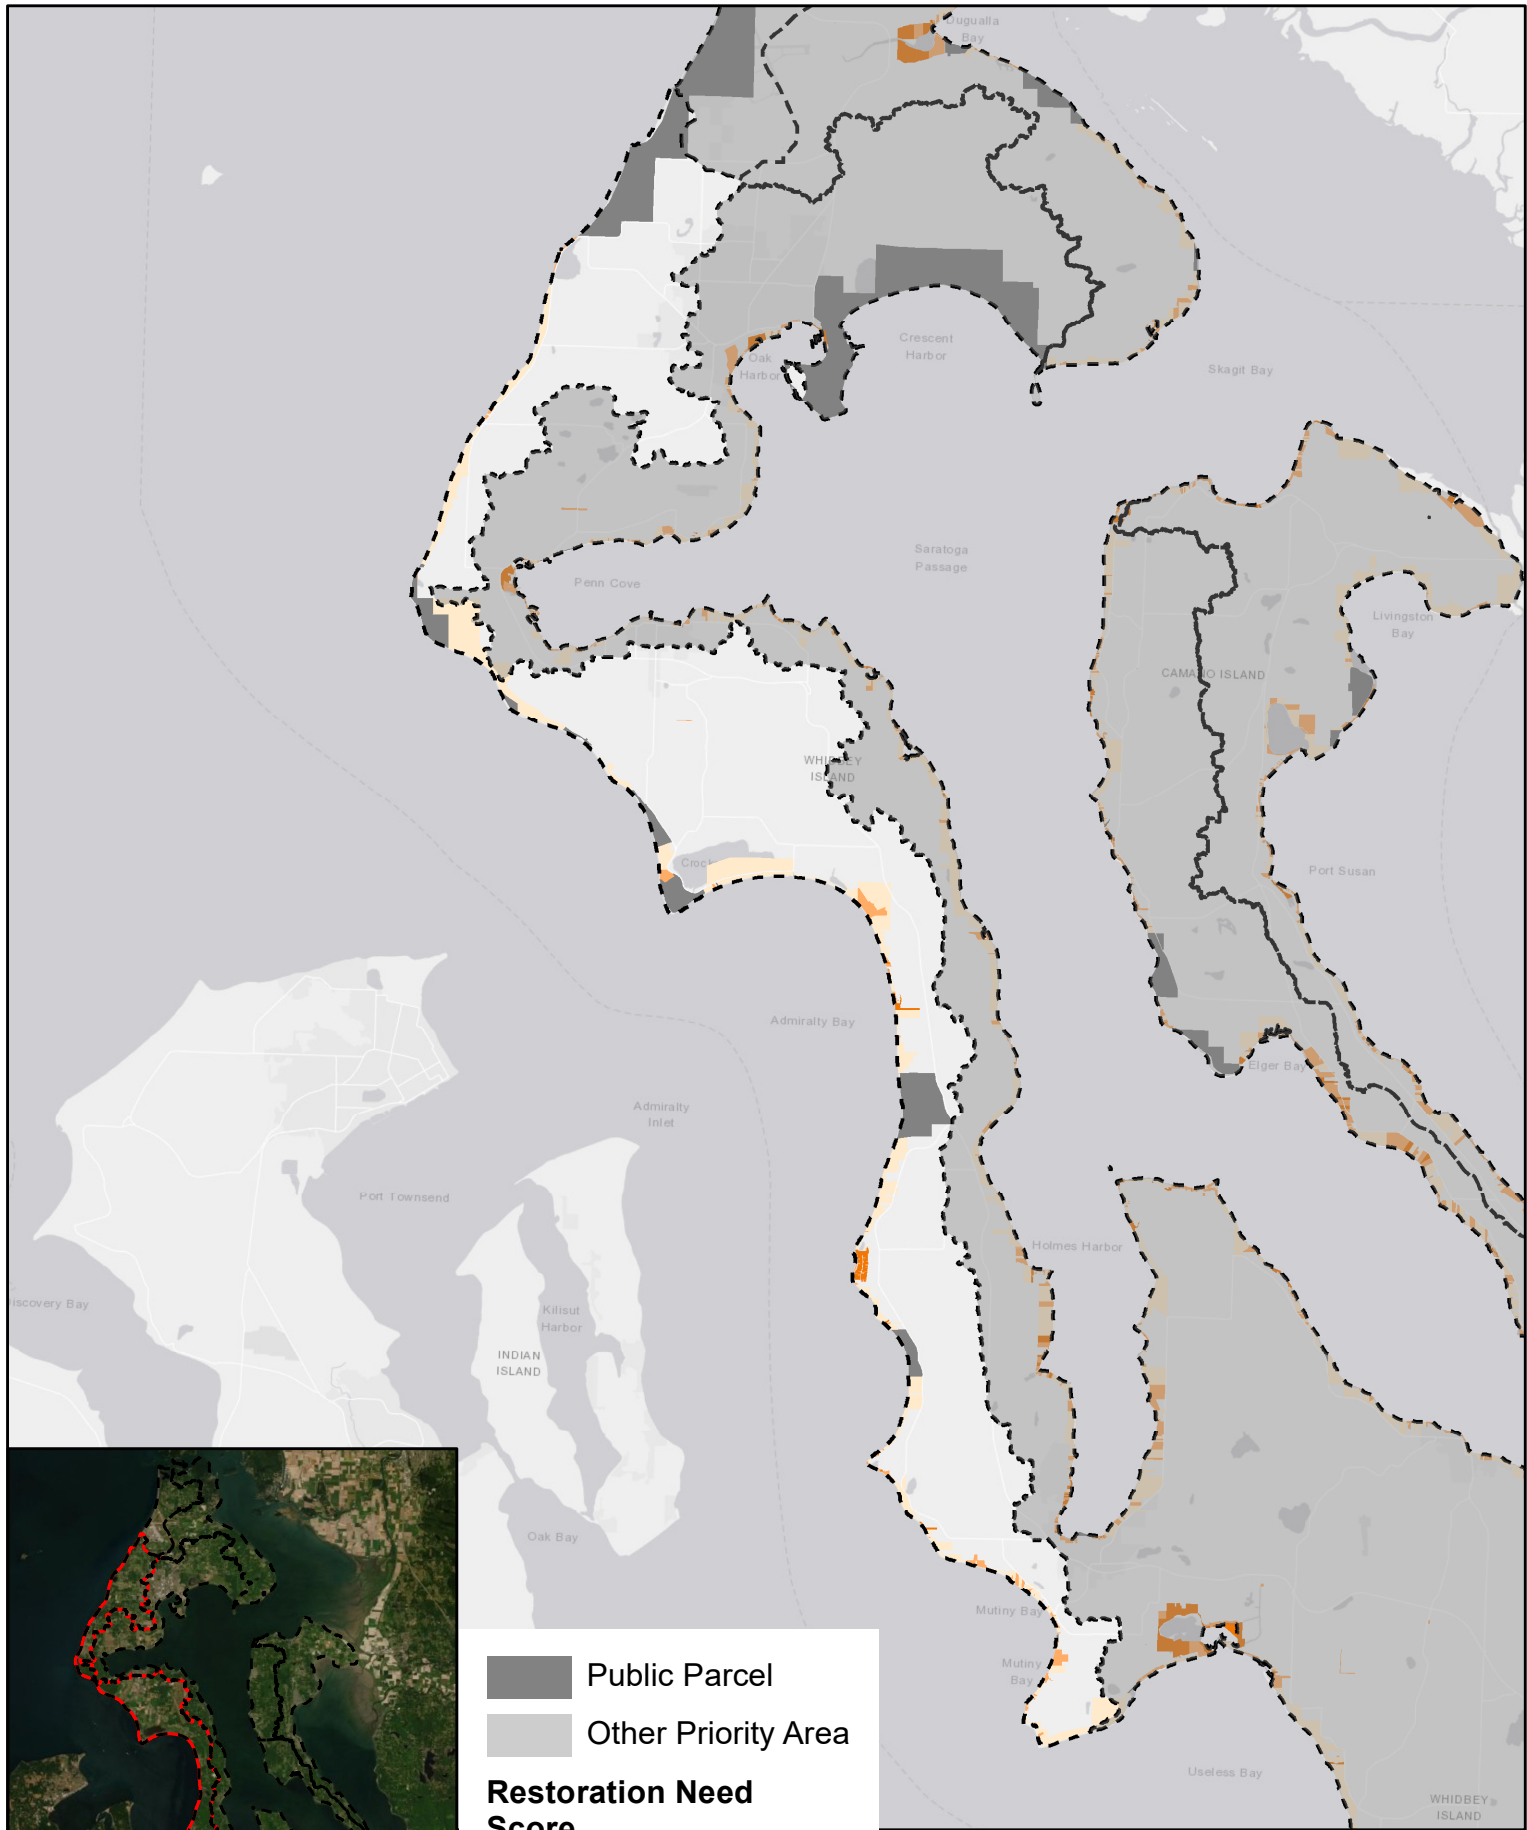 Dugualla
Bay
Crescent
Harbor
Oak
Harbor
Skagit Bay
Saratoga
Passage
Penn Cove
Livingston
Bay
CAMANO ISLAND
WHIDBEY
ISLAND
Port Susan
Admiralty Bay
Elger Bay
Admiralty
Inlet
Port Townsend
Holmes Harbor
Kilisut
Harbor
INDIAN
ISLAND
Oak Bay
Mutiny Bay
Mutiny
Bay
Useless Bay
WHIDBEY
ISLAND
Public Parcel
Other Priority Area
Restoration Need
Score